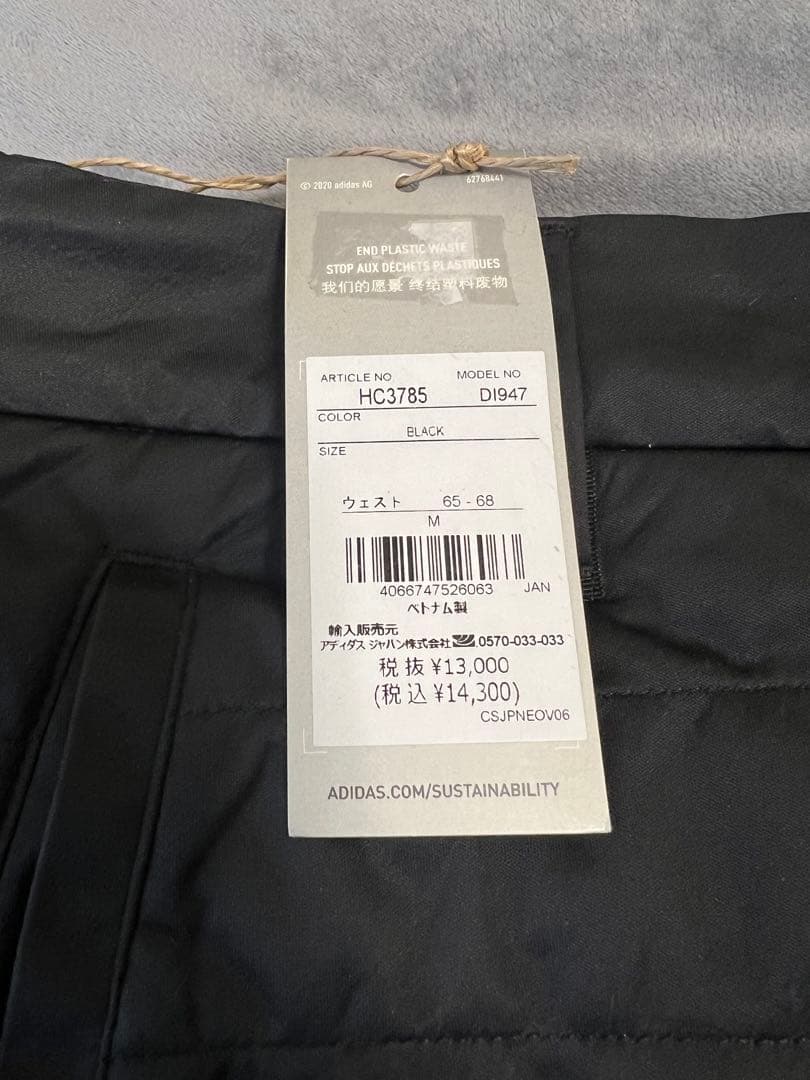 © 2020 adidas AG
62768441
END PLASTIC WASTE
STOP AUX DÉCHETS PLASTIQUES
我们的愿景 终结塑料废物
ARTICLE NO MODEL NO
HC3785 DI947
COLOR
BLACK
SIZE
ウェスト 65 - 68
M
4066747526063 JAN
ベトナム製
輸入販売元
アディダス ジャパン株式会社 0570-033-033
税抜 ¥13,000
(税込 ¥14,300)
CSJPNEOV06
ADIDAS.COM/SUSTAINABILITY